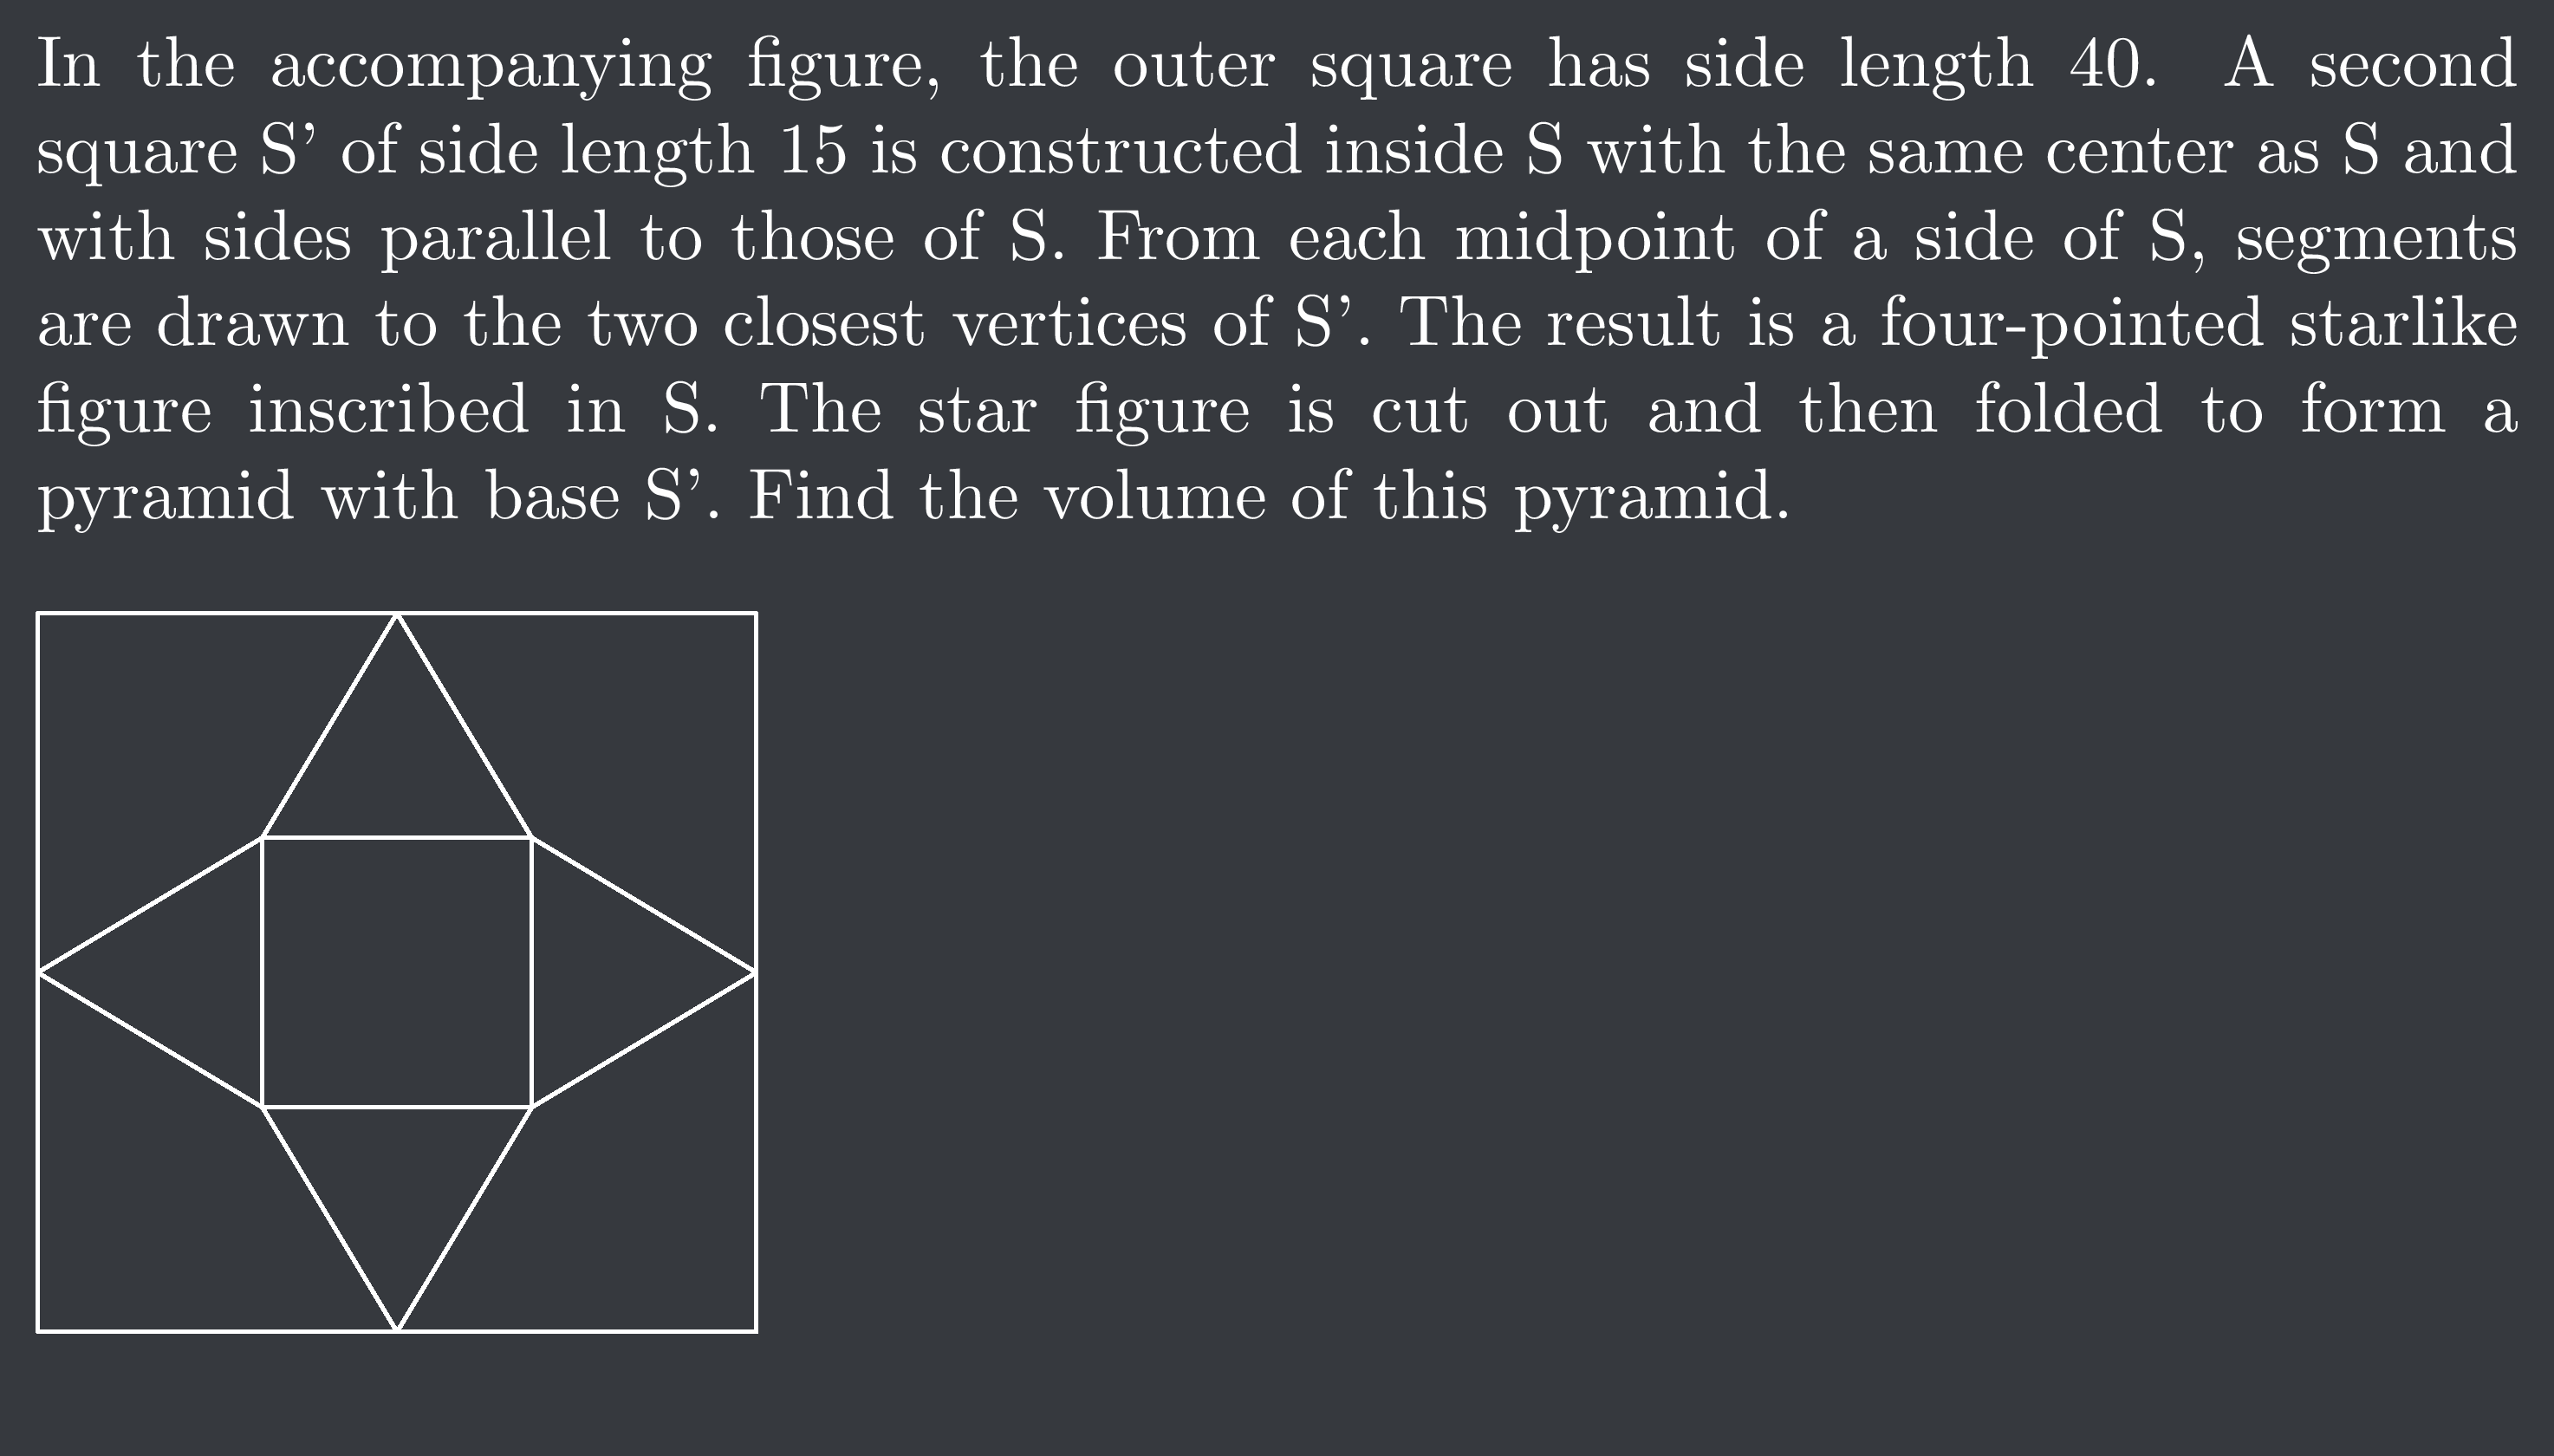 In the accompanying figure, the outer square has side length 40. A second
square S’ of side length 15 is constructed inside S with the same center as S and
with sides parallel to those of S. From each midpoint of a side of S, segments
are drawn to the two closest vertices of S’. The result is a four-pointed starlike
figure inscribed in S. The star figure is cut out and then folded to form a
pyramid with base S’. Find the volume of this pyramid.